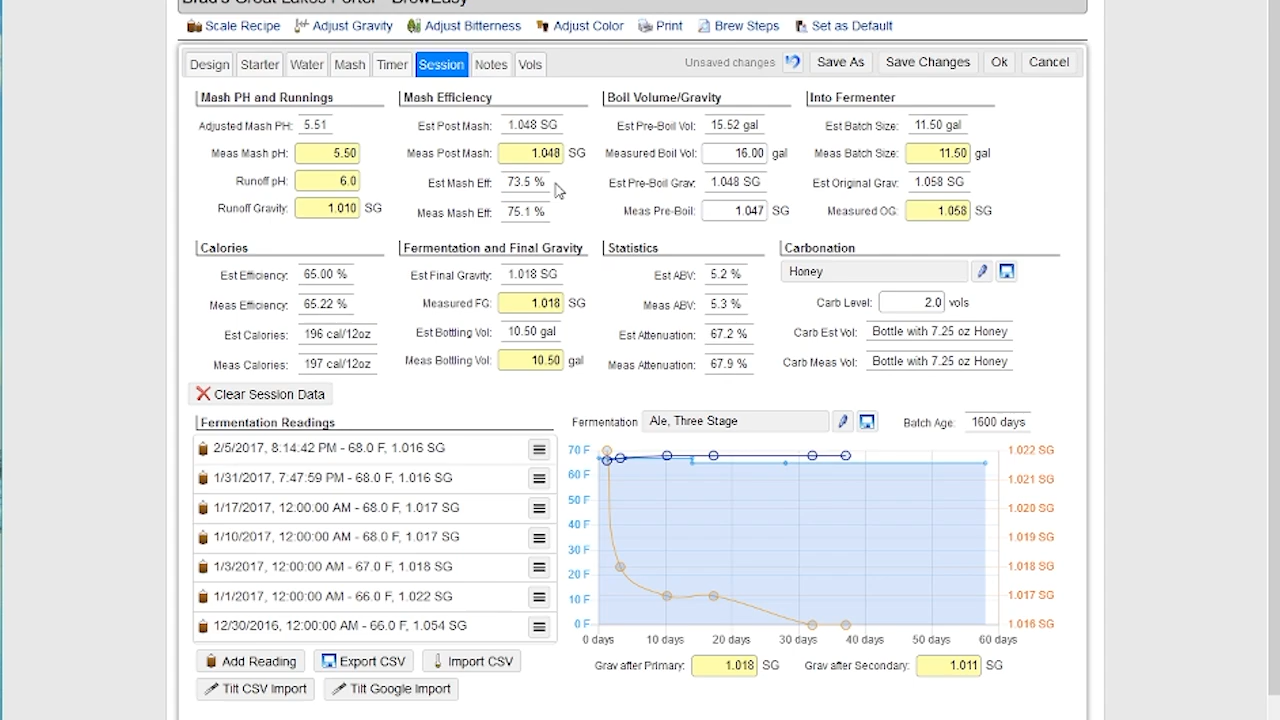 Brad's Great Lakes Porter - BrewEasy
Scale Recipe Adjust Gravity Adjust Bitterness Adjust Color Print Brew Steps Set as Default
Design Starter Water Mash Timer Session Notes Vols Unsaved changes Save As Save Changes Ok Cancel
Mash PH and Runnings
Adjusted Mash PH: 5.51
Meas Mash pH: 5.50
Runoff pH: 6.0
Runoff Gravity: 1.010 SG
Mash Efficiency
Est Post Mash: 1.048 SG
Meas Post Mash: 1.048 SG
Est Mash Eff: 73.5 %
Meas Mash Eff: 75.1 %
Boil Volume/Gravity
Est Pre-Boil Vol: 15.52 gal
Measured Boil Vol: 16.00 gal
Est Pre-Boil Grav: 1.048 SG
Meas Pre-Boil: 1.047 SG
Into Fermenter
Est Batch Size: 11.50 gal
Meas Batch Size: 11.50 gal
Est Original Grav: 1.058 SG
Measured OG: 1.058 SG
Calories
Est Efficiency: 65.00 %
Meas Efficiency: 65.22 %
Est Calories: 196 cal/12oz
Meas Calories: 197 cal/12oz
Fermentation and Final Gravity
Est Final Gravity: 1.018 SG
Measured FG: 1.018 SG
Est Bottling Vol: 10.50 gal
Meas Bottling Vol: 10.50 gal
Statistics
Est ABV: 5.2 %
Meas ABV: 5.3 %
Est Attenuation: 67.2 %
Meas Attenuation: 67.9 %
Carbonation
Honey
Carb Level: 2.0 vols
Carb Est Vol: Bottle with 7.25 oz Honey
Carb Meas Vol: Bottle with 7.25 oz Honey
Clear Session Data
Fermentation Readings
2/5/2017, 8:14:42 PM - 68.0 F, 1.016 SG
1/31/2017, 7:47:59 PM - 68.0 F, 1.016 SG
1/17/2017, 12:00:00 AM - 68.0 F, 1.017 SG
1/10/2017, 12:00:00 AM - 68.0 F, 1.017 SG
1/3/2017, 12:00:00 AM - 67.0 F, 1.018 SG
1/1/2017, 12:00:00 AM - 66.0 F, 1.022 SG
12/30/2016, 12:00:00 AM - 66.0 F, 1.054 SG
Add Reading Export CSV Import CSV
Tilt CSV Import Tilt Google Import
Fermentation Ale, Three Stage Batch Age: 1600 days
70 F 1.022 SG
60 F 1.021 SG
50 F 1.020 SG
40 F 1.019 SG
30 F 1.018 SG
20 F
10 F 1.017 SG
0 F 1.016 SG
0 days 10 days 20 days 30 days 40 days 50 days 60 days
Grav after Primary: 1.018 SG Grav after Secondary: 1.011 SG